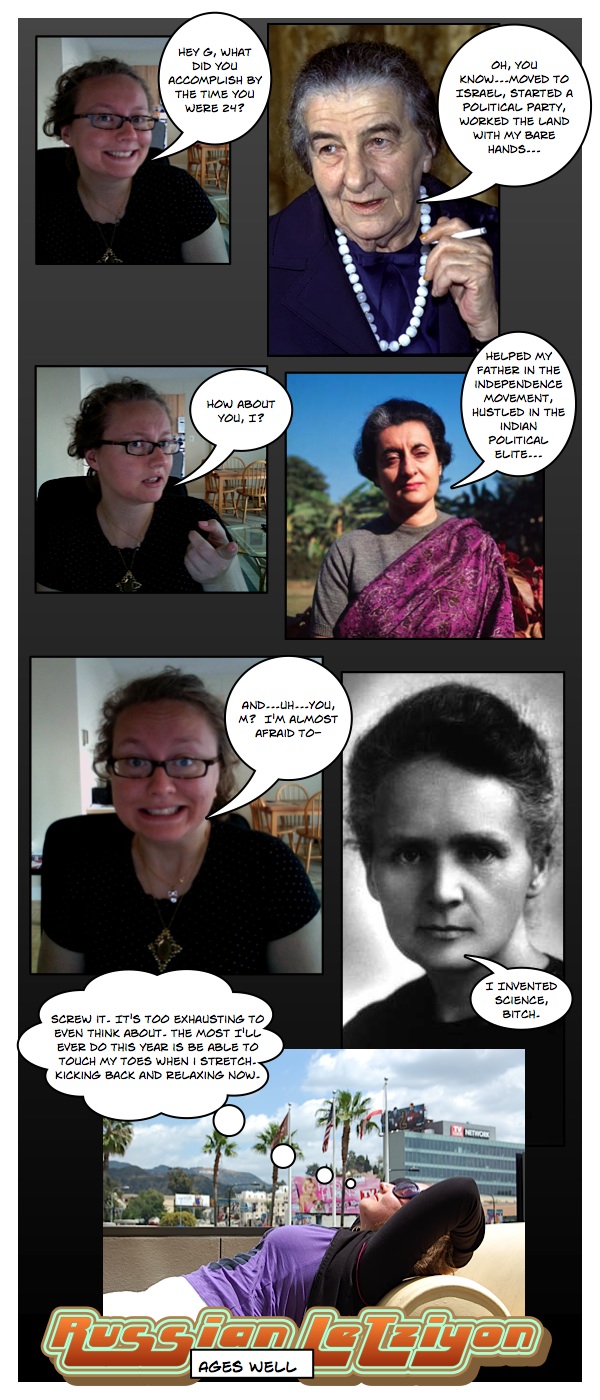 HEY G, WHAT
DID YOU
ACCOMPLISH BY
THE TIME YOU
WERE 24?
OH, YOU
KNOW---MOVED TO
ISRAEL, STARTED A
POLITICAL PARTY,
WORKED THE LAND
WITH MY BARE
HANDS---
HOW ABOUT
YOU, I?
HELPED MY
FATHER IN THE
INDEPENDENCE
MOVEMENT,
HUSTLED IN THE
INDIAN
POLITICAL
ELITE---
AND---UH---YOU,
M? I'M ALMOST
AFRAID TO-
I INVENTED
SCIENCE,
BITCH-
SCREW IT- IT'S TOO EXHAUSTING TO
EVEN THINK ABOUT- THE MOST I'LL
EVER DO THIS YEAR IS BE ABLE TO
TOUCH MY TOES WHEN I STRETCH-
KICKING BACK AND RELAXING NOW-
TV
NETWORK
Russian LeTziyon
AGES WELL